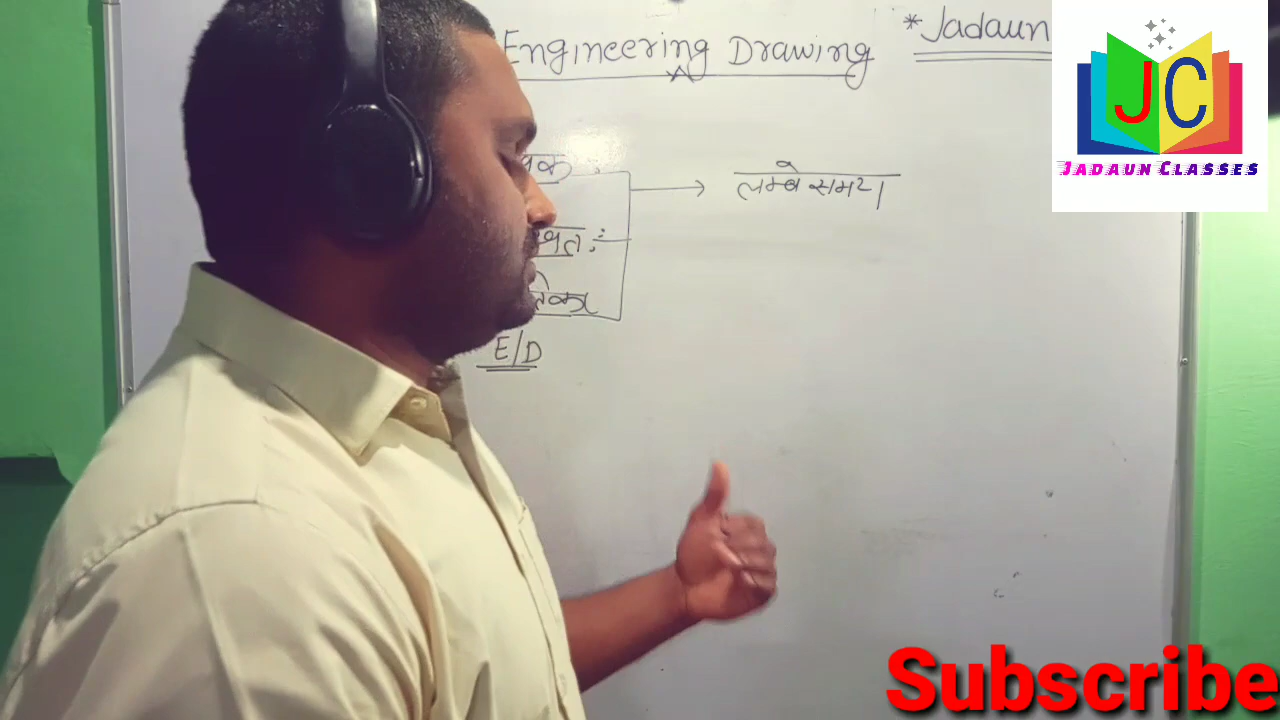 Engineering Drawing
*Jadaun
JC
JADAUN CLASSES
लम्बे समय।
E/D
Subscribe